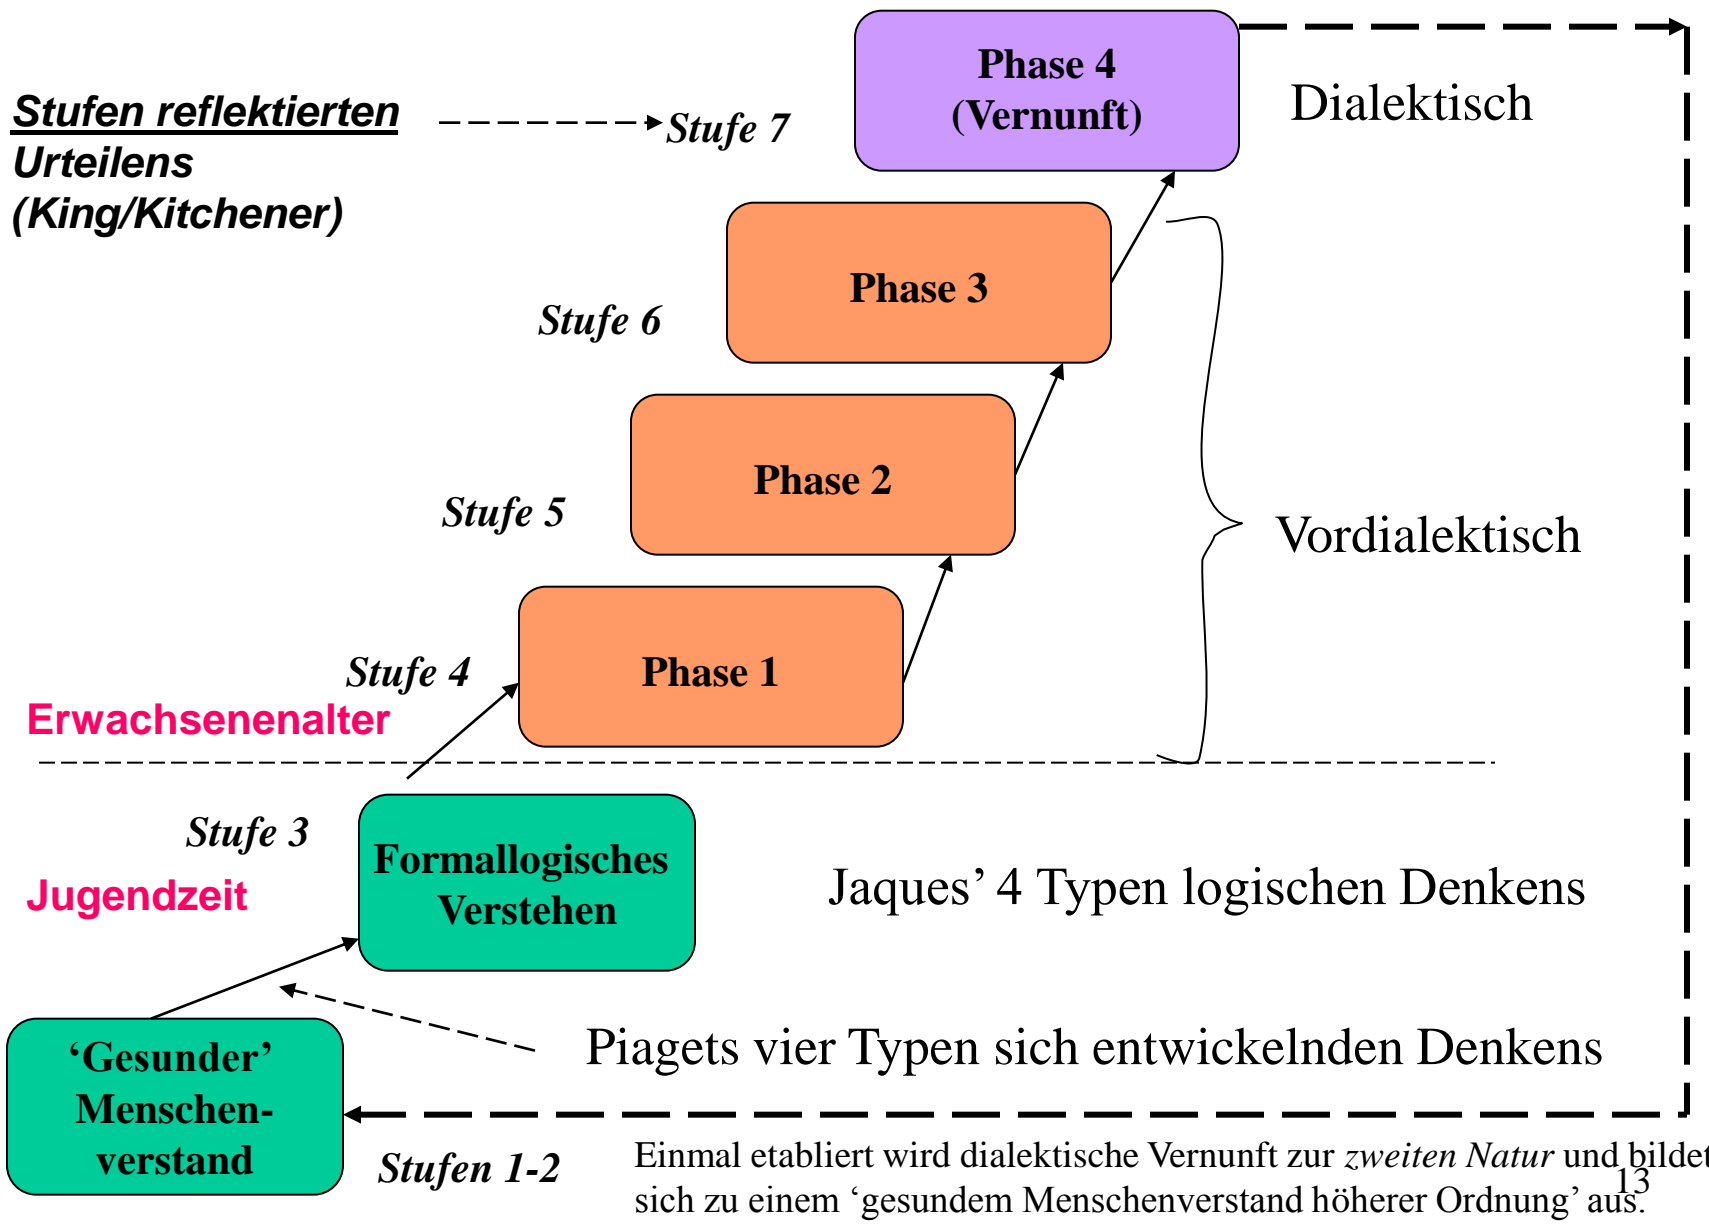 Phase 4
(Vernunft)
Dialektisch
Stufen reflektierten
Urteilens
(King/Kitchener)
Stufe 7
Phase 3
Stufe 6
Phase 2
Stufe 5
Vordialektisch
Phase 1
Stufe 4
Erwachsenenalter
Stufe 3
Formallogisches
Verstehen
Jugendzeit
Jaques’ 4 Typen logischen Denkens
Piagets vier Typen sich entwickelnden Denkens
‘Gesunder’
Menschen-
verstand
Stufen 1-2
Einmal etabliert wird dialektische Vernunft zur zweiten Natur und bildet
sich zu einem ‘gesundem Menschenverstand höherer Ordnung’ aus.
13